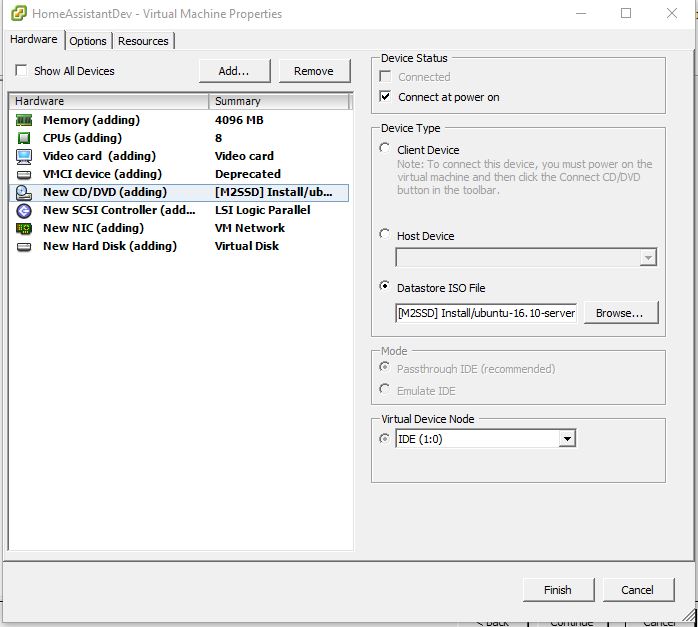 HomeAssistantDev - Virtual Machine Properties
Hardware Options Resources
Show All Devices
Add...
Remove
Hardware Summary
Memory (adding) 4096 MB
CPUs (adding) 8
Video card (adding) Video card
VMCI device (adding) Deprecated
New CD/DVD (adding) [M2SSD] Install/ub...
New SCSI Controller (add... LSI Logic Parallel
New NIC (adding) VM Network
New Hard Disk (adding) Virtual Disk
Device Status
Connected
Connect at power on
Device Type
Client Device
Note: To connect this device, you must power on the
virtual machine and then click the Connect CD/DVD
button in the toolbar.
Host Device
Datastore ISO File
[M2SSD] Install/ubuntu-16.10-server
Browse...
Mode
Passthrough IDE (recommended)
Emulate IDE
Virtual Device Node
IDE (1:0)
Finish
Cancel
< Back
Continue
Cancel